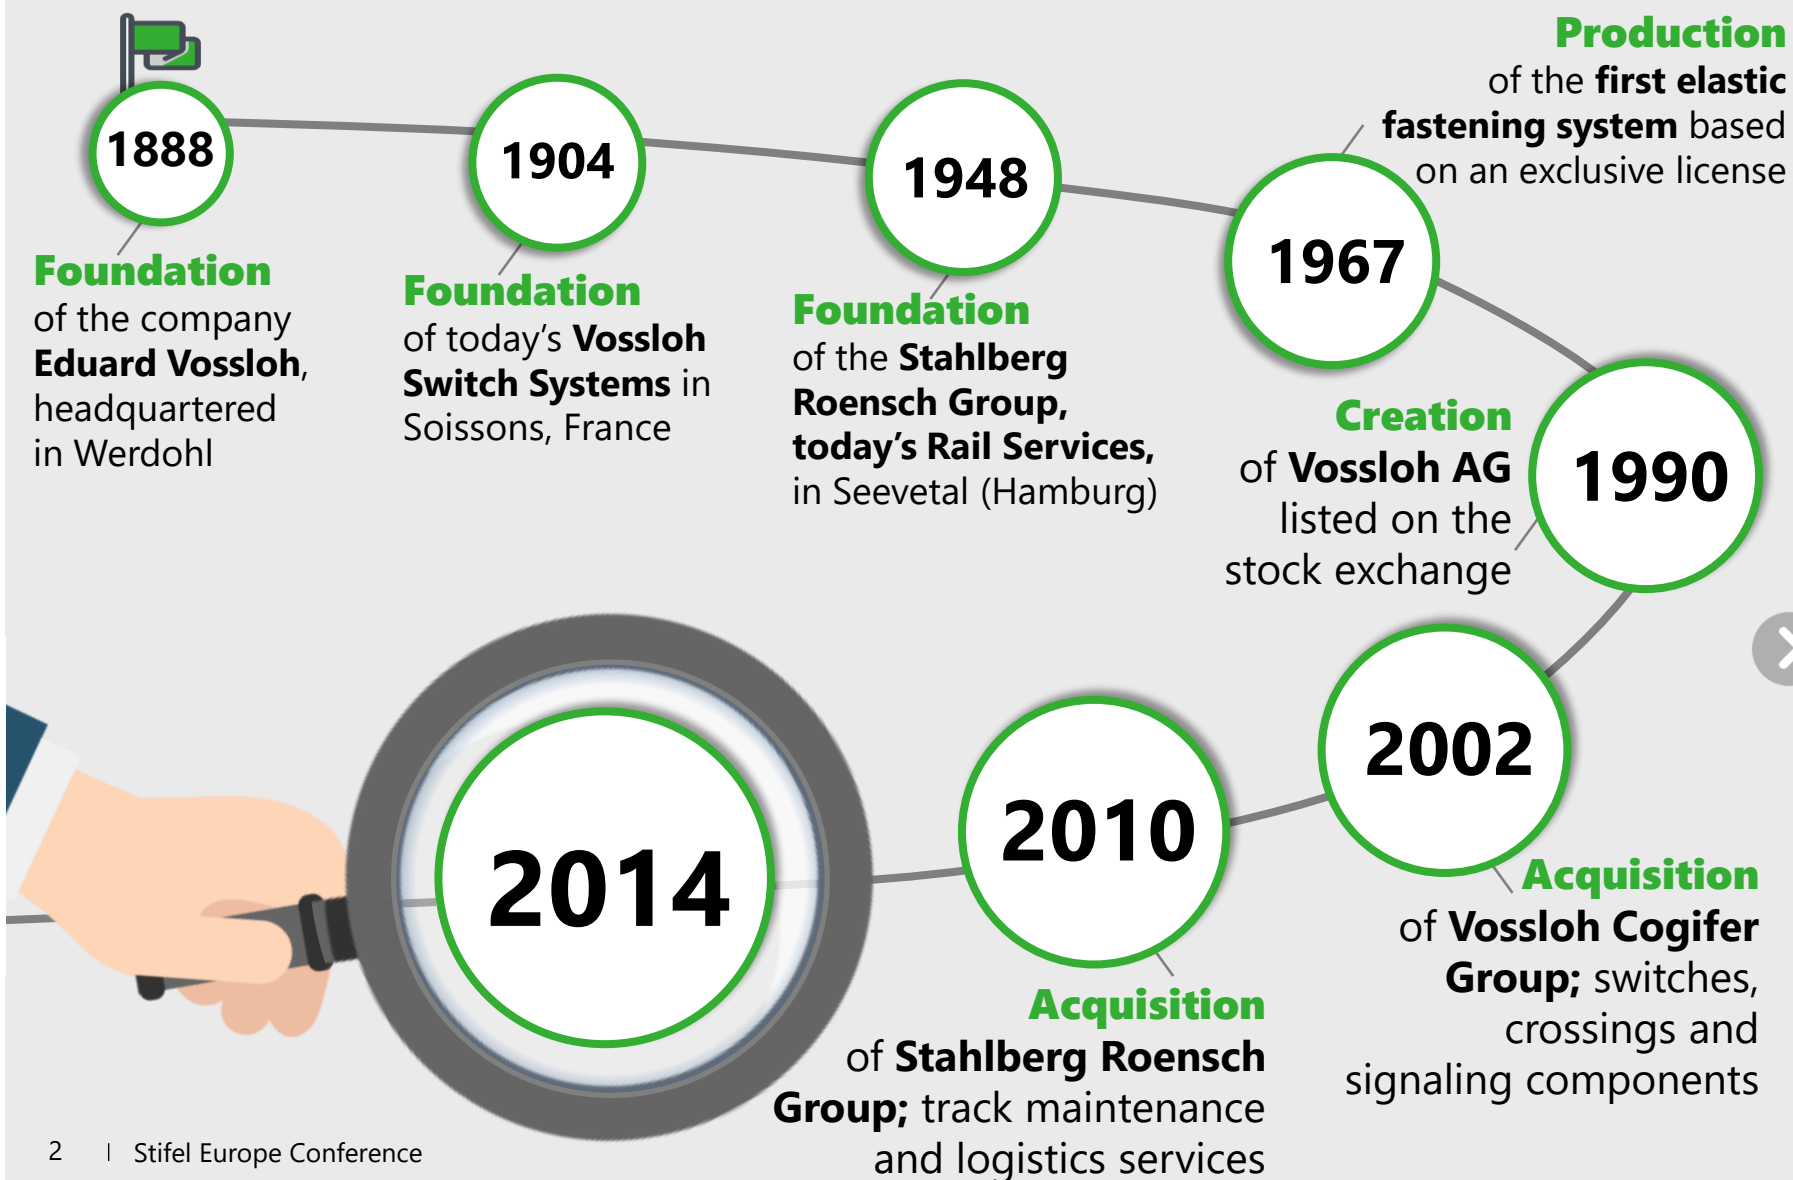 1888
Foundation
of the company
Eduard Vossloh,
headquartered
in Werdohl
1904
Foundation
of today’s Vossloh
Switch Systems in
Soissons, France
1948
Foundation
of the Stahlberg
Roensch Group,
today’s Rail Services,
in Seevetal (Hamburg)
1967
Production
of the first elastic
fastening system based
on an exclusive license
1990
Creation
of Vossloh AG
listed on the
stock exchange
2002
Acquisition
of Vossloh Cogifer
Group; switches,
crossings and
signaling components
2010
Acquisition
of Stahlberg Roensch
Group; track maintenance
and logistics services
2014
2 | Stifel Europe Conference